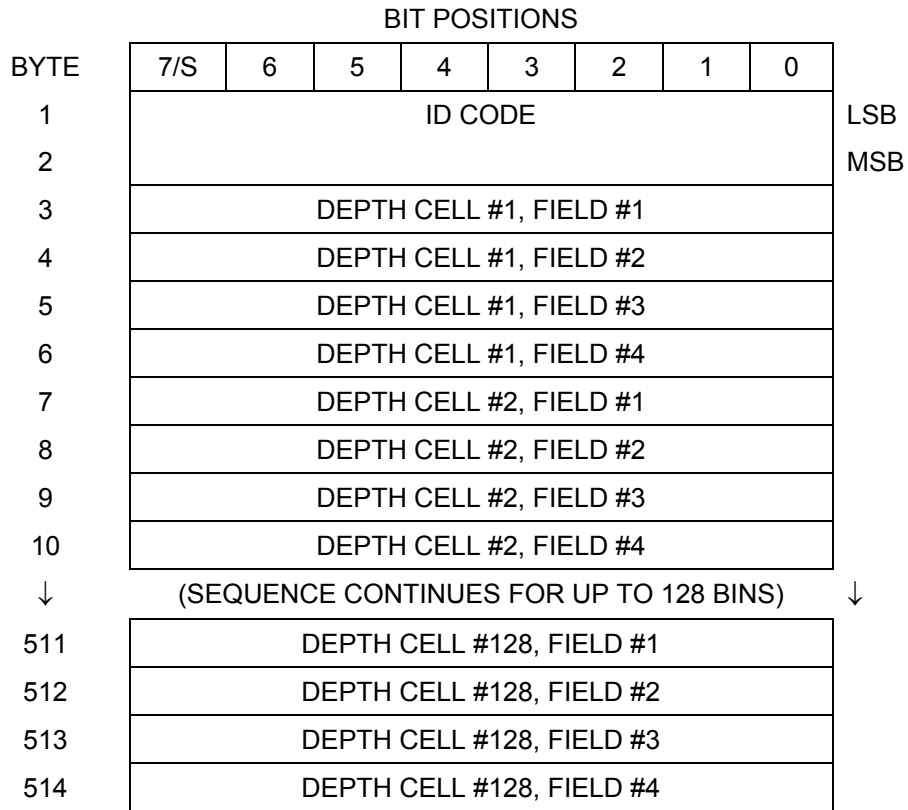 BIT POSITIONS
BYTE 7/S 6 5 4 3 2 1 0
1 ID CODE LSB
2 MSB
3 DEPTH CELL #1, FIELD #1
4 DEPTH CELL #1, FIELD #2
5 DEPTH CELL #1, FIELD #3
6 DEPTH CELL #1, FIELD #4
7 DEPTH CELL #2, FIELD #1
8 DEPTH CELL #2, FIELD #2
9 DEPTH CELL #2, FIELD #3
10 DEPTH CELL #2, FIELD #4
↓ (SEQUENCE CONTINUES FOR UP TO 128 BINS) ↓
511 DEPTH CELL #128, FIELD #1
512 DEPTH CELL #128, FIELD #2
513 DEPTH CELL #128, FIELD #3
514 DEPTH CELL #128, FIELD #4